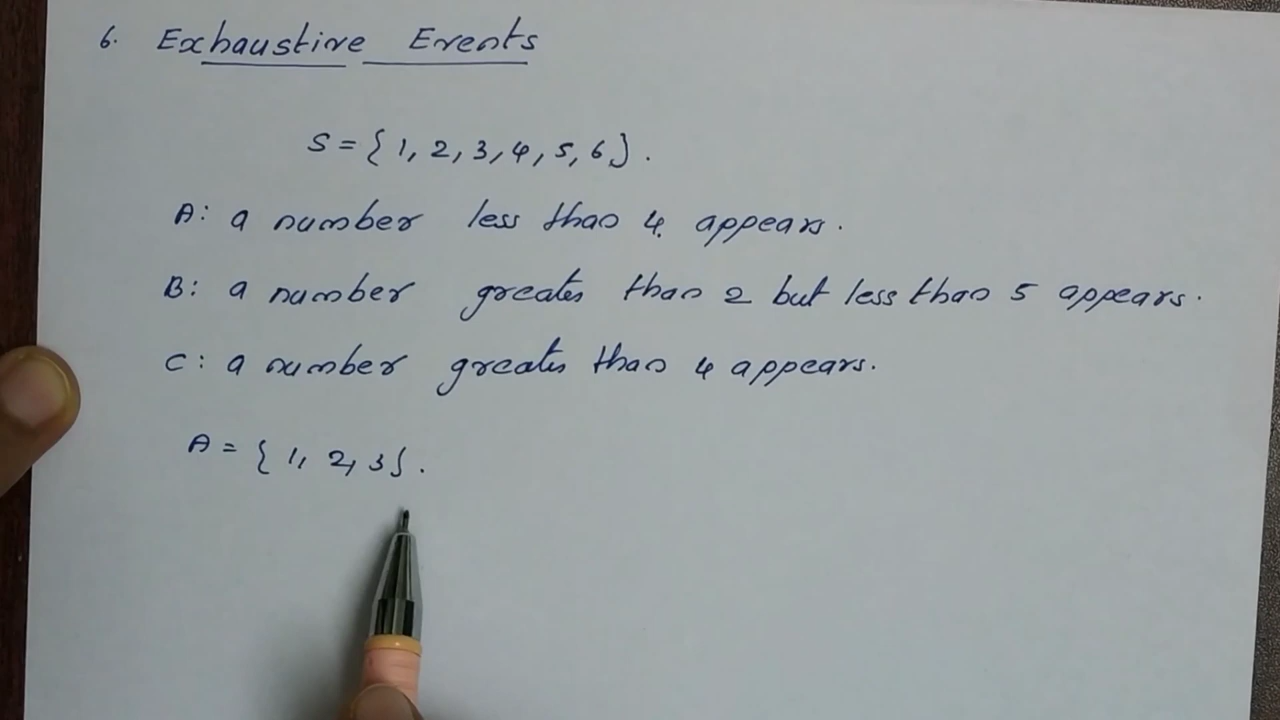 6. Exhaustive Events
S = { 1, 2, 3, 4, 5, 6 } .
A: a number less than 4 appears.
B: a number greater than 2 but less than 5 appears.
C: a number greater than 4 appears.
A = { 1, 2, 3 } .